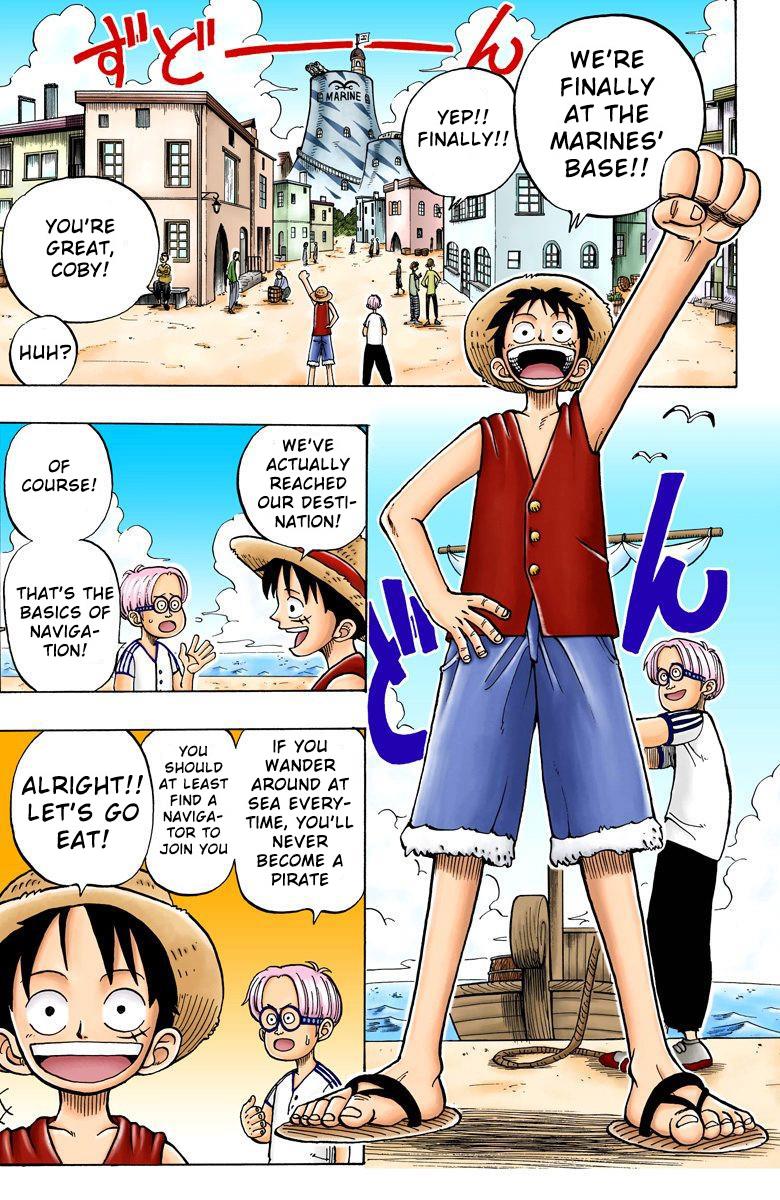 ずどーーん
WE'RE
FINALLY
AT THE
MARINES'
BASE!!
YEP!!
FINALLY!!
MARINE
YOU'RE
GREAT,
COBY!
HUH?
どん
WE'VE
ACTUALLY
REACHED
OUR DESTI-
NATION!
OF
COURSE!
THAT'S THE
BASICS OF
NAVIGA-
TION!
IF YOU
WANDER
AROUND AT
SEA EVERY-
TIME, YOU'LL
NEVER
BECOME A
PIRATE
YOU
SHOULD
AT LEAST
FIND A
NAVIGA-
TOR TO
JOIN YOU
ALRIGHT!!
LET'S GO
EAT!